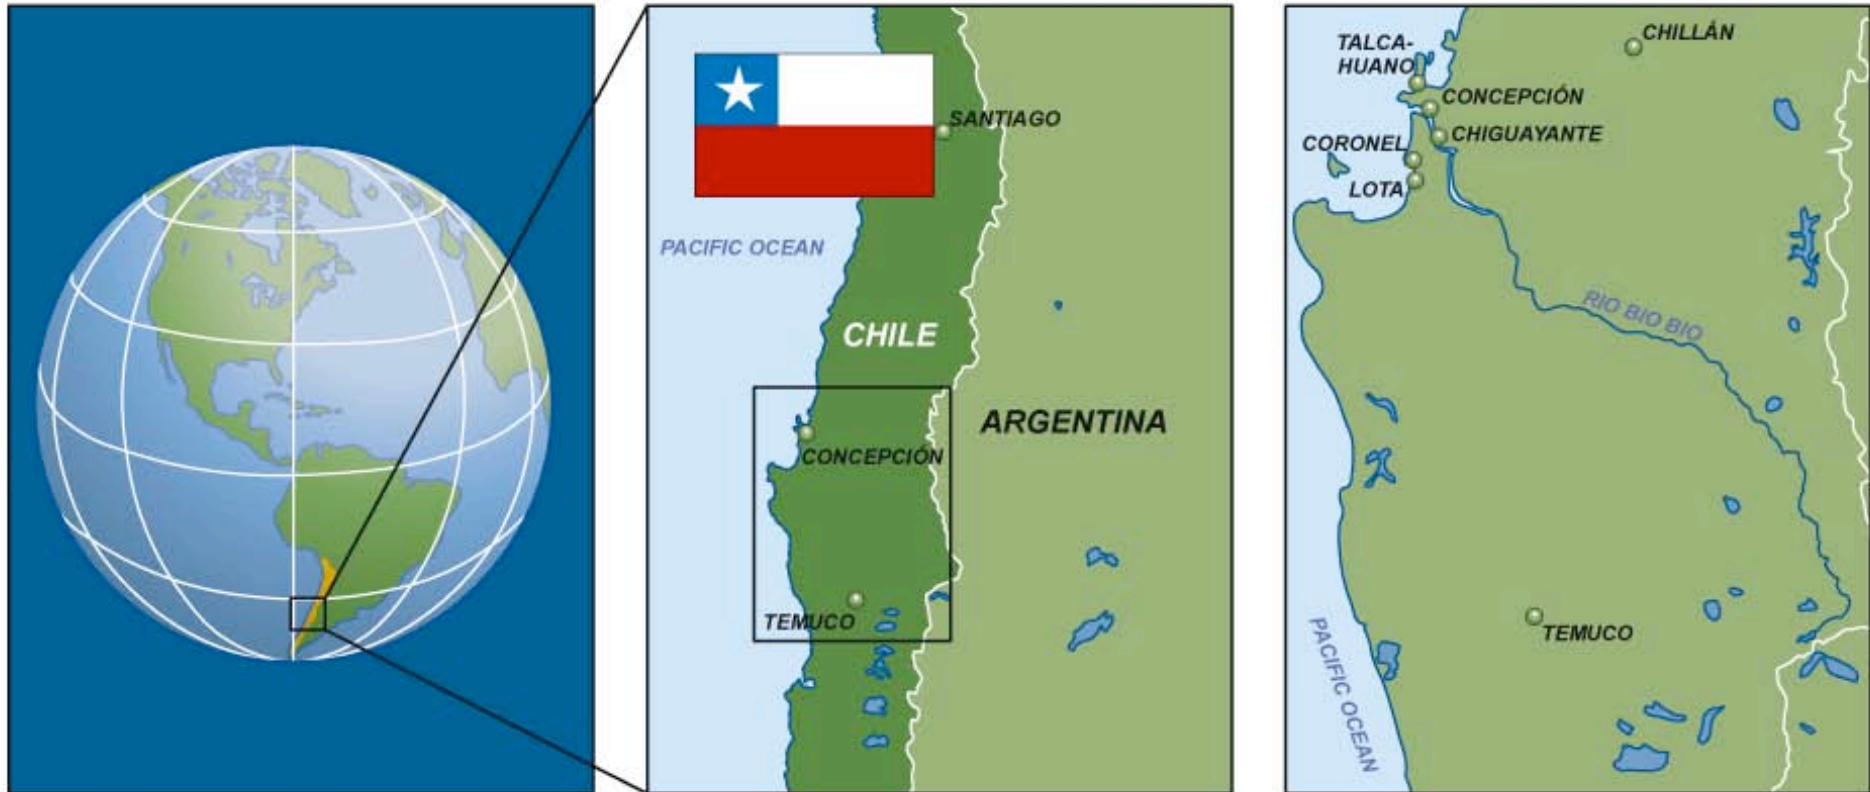 SANTIAGO
PACIFIC OCEAN
CHILE
ARGENTINA
CONCEPCIÓN
TEMUCO
CHILLÁN
TALCA-
HUANO
CONCEPCIÓN
CHIGUAYANTE
CORONEL
LOTA
RIO BIO BIO
TEMUCO
PACIFIC OCEAN